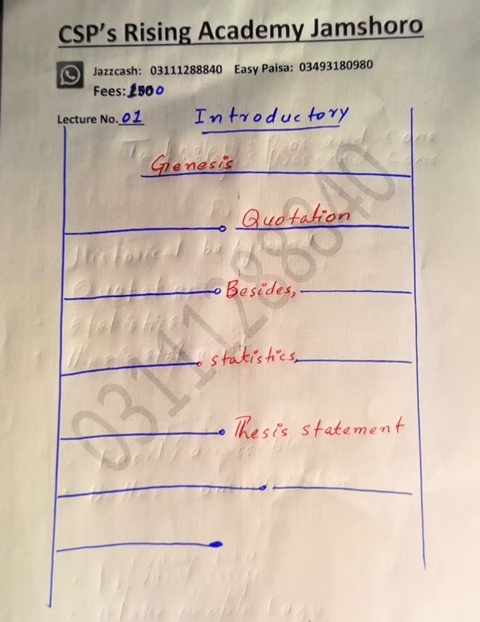 CSP's Rising Academy Jamshoro
Jazzcash: 03111288840 Easy Paisa: 03493180980
Fees: 1500
Lecture No. 01 Introductory
Genesis
Quotation
Besides,
statistics,
Thesis statement
03111288840